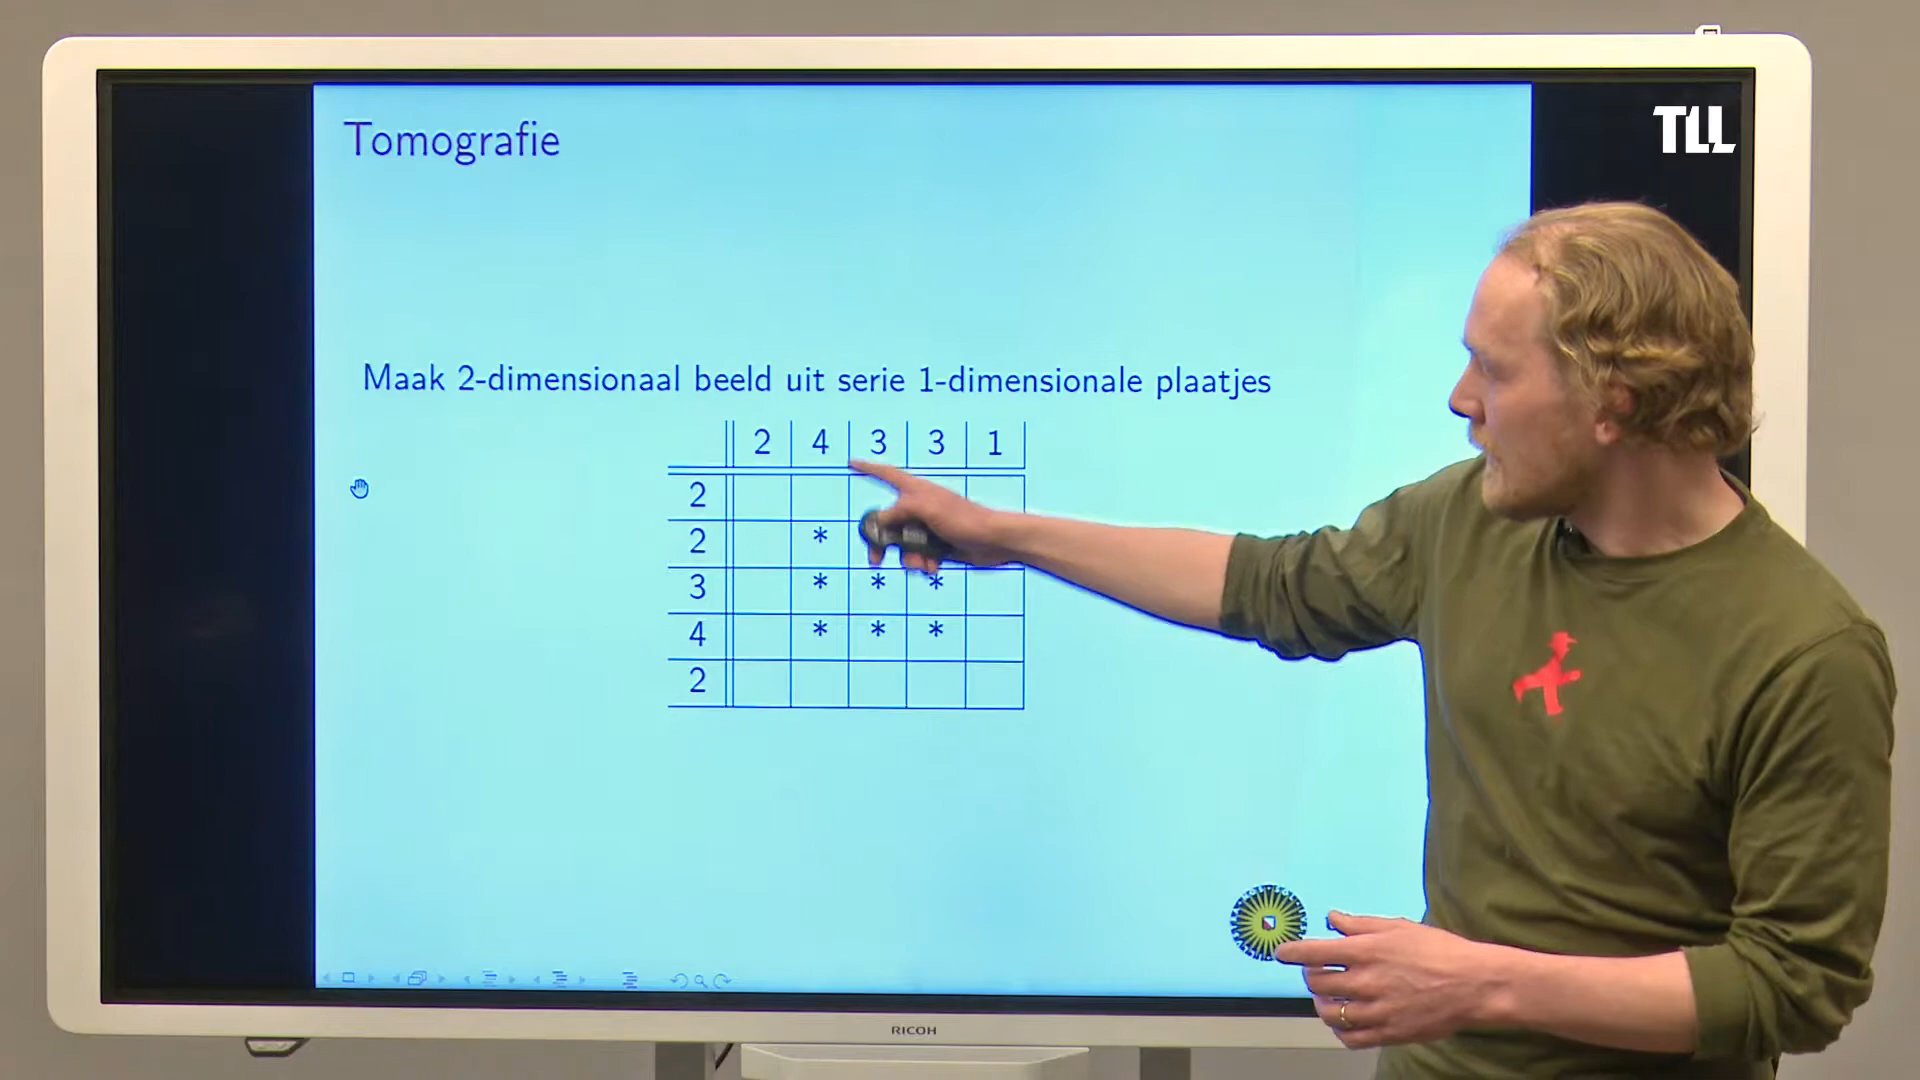 TLL
Tomografie
Maak 2-dimensionaal beeld uit serie 1-dimensionale plaatjes
2 4 3 3 1
2
2 *
3 * * *
4 * * *
2
RICOH